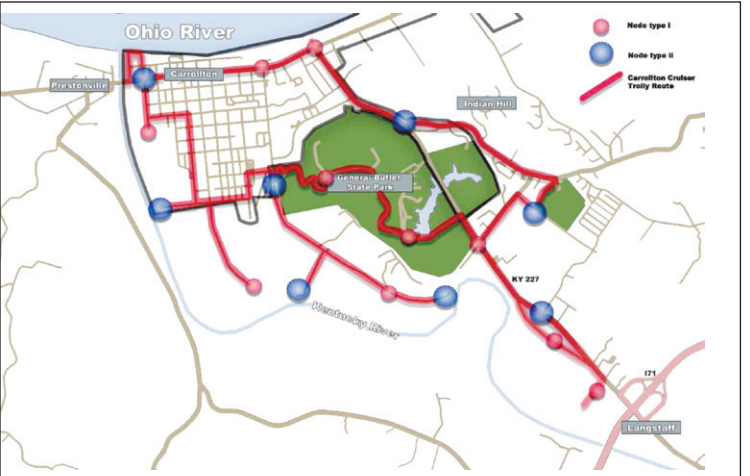 Ohio River
Node type I
Node type ii
Carrollton Cruiser
Trolly Route
Carrollton
Prestonville
Indian Hill
General Butler
State Park
KY 227
Kentucky River
I71
Langstaff